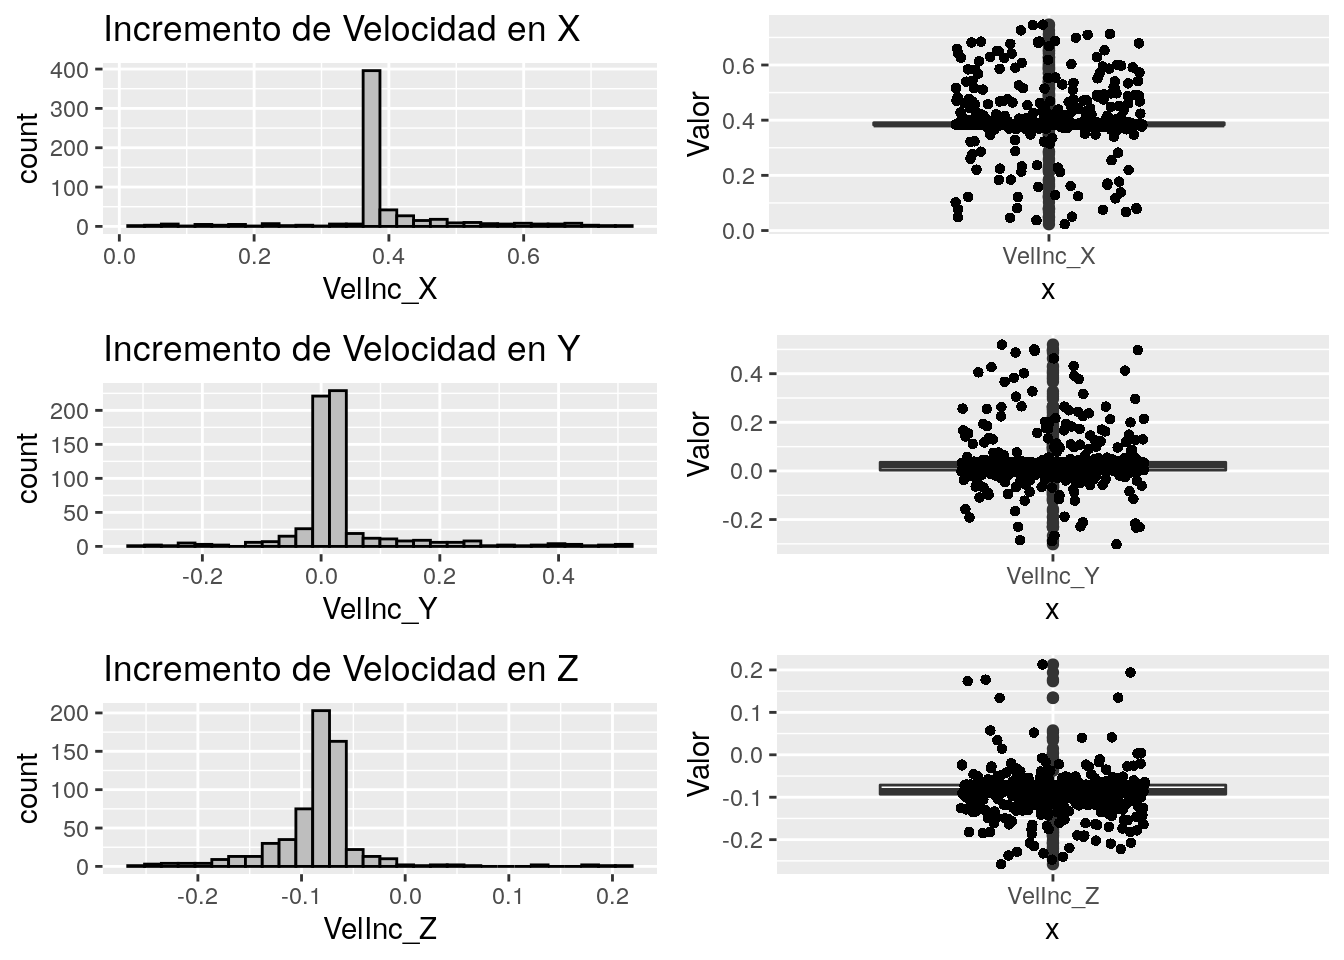 Incremento de Velocidad en X
count
400
300
200
100
0
0.0 0.2 0.4 0.6
VelInc_X
Valor
0.6
0.4
0.2
0.0
VelInc_X
x
Incremento de Velocidad en Y
count
200
150
100
50
0
-0.2 0.0 0.2 0.4
VelInc_Y
Valor
0.4
0.2
0.0
-0.2
VelInc_Y
x
Incremento de Velocidad en Z
count
200
150
100
50
0
-0.2 -0.1 0.0 0.1 0.2
VelInc_Z
Valor
0.2
0.1
0.0
-0.1
-0.2
VelInc_Z
x